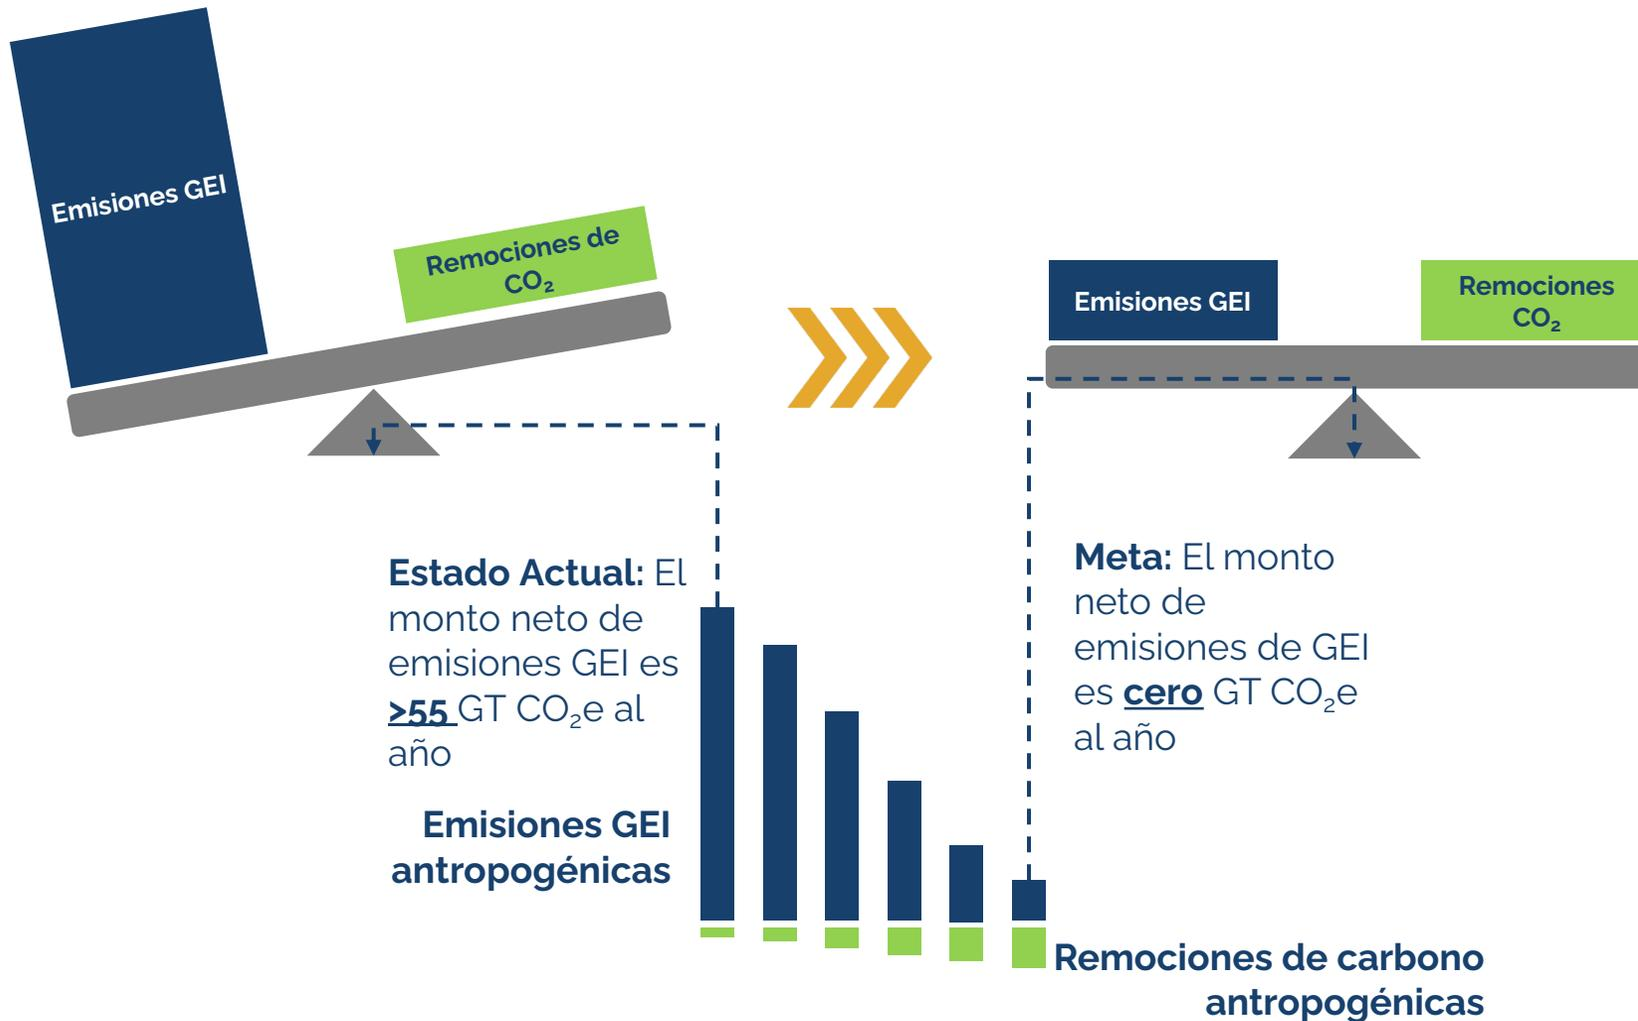 Emisiones GEI
Remociones de
CO₂
Emisiones GEI
Remociones
CO₂
Estado Actual: El
monto neto de
emisiones GEI es
>55 GT CO₂e al
año
Meta: El monto
neto de
emisiones de GEI
es cero GT CO₂e
al año
Emisiones GEI
antropogénicas
Remociones de carbono
antropogénicas